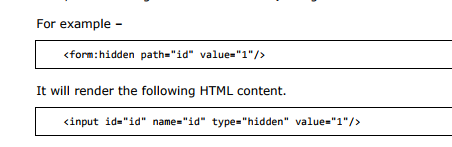 For example –
<form:hidden path="id" value="1"/>
It will render the following HTML content.
<input id="id" name="id" type="hidden" value="1"/>